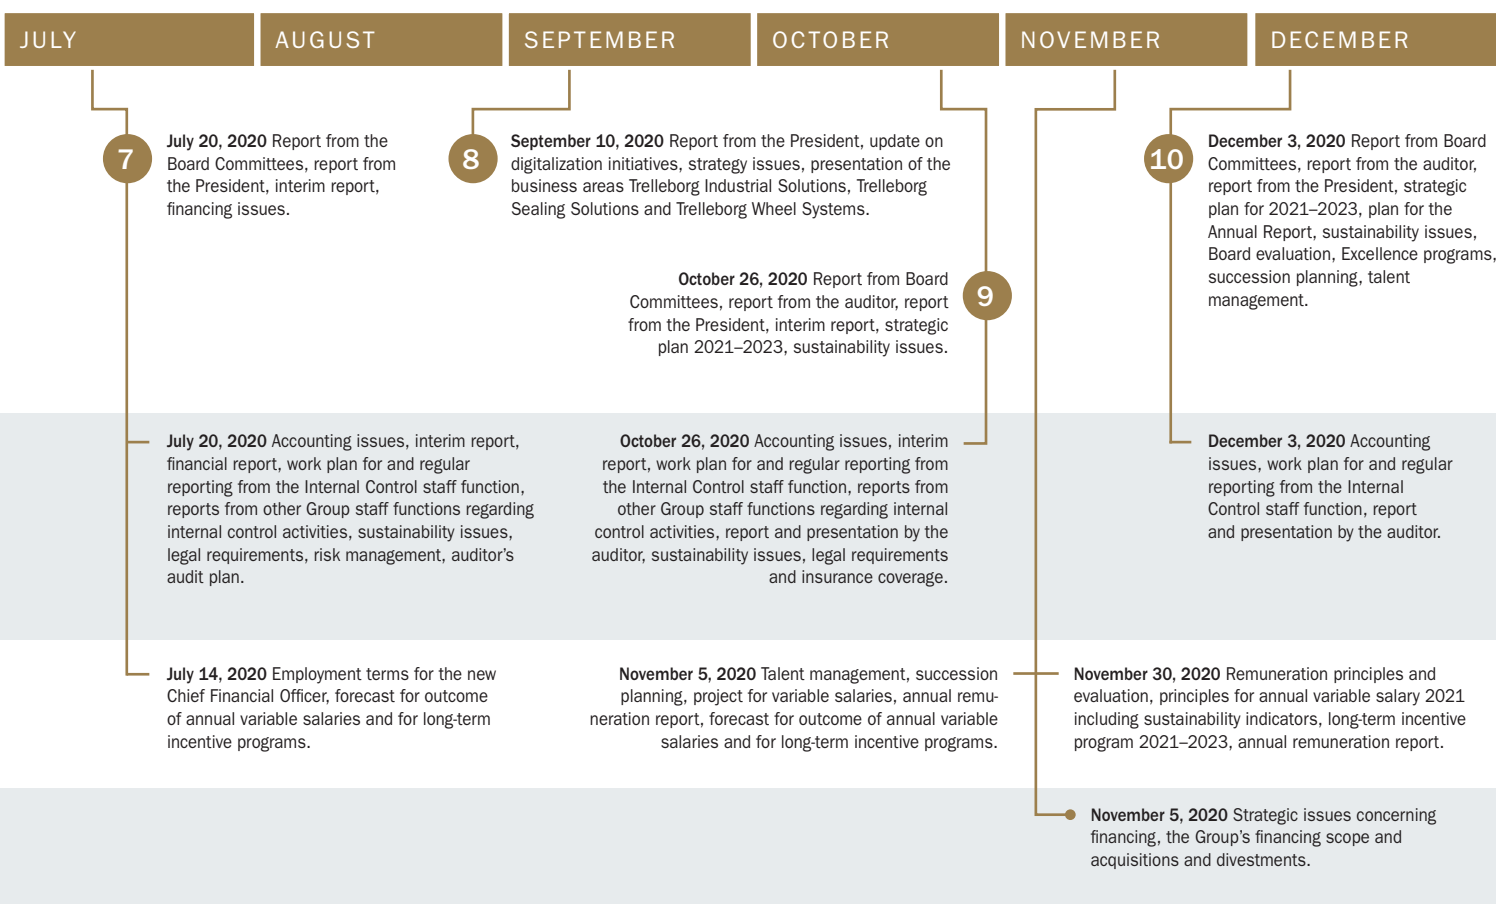 JULY
AUGUST
SEPTEMBER
OCTOBER
NOVEMBER
DECEMBER
7
July 20, 2020 Report from the
Board Committees, report from
the President, interim report,
financing issues.
8
September 10, 2020 Report from the President, update on
digitalization initiatives, strategy issues, presentation of the
business areas Trelleborg Industrial Solutions, Trelleborg
Sealing Solutions and Trelleborg Wheel Systems.
October 26, 2020 Report from Board
Committees, report from the auditor, report
from the President, interim report, strategic
plan 2021–2023, sustainability issues.
9
10
December 3, 2020 Report from Board
Committees, report from the auditor,
report from the President, strategic
plan for 2021–2023, plan for the
Annual Report, sustainability issues,
Board evaluation, Excellence programs,
succession planning, talent
management.
July 20, 2020 Accounting issues, interim report,
financial report, work plan for and regular
reporting from the Internal Control staff function,
reports from other Group staff functions regarding
internal control activities, sustainability issues,
legal requirements, risk management, auditor’s
audit plan.
October 26, 2020 Accounting issues, interim
report, work plan for and regular reporting from
the Internal Control staff function, reports from
other Group staff functions regarding internal
control activities, report and presentation by the
auditor, sustainability issues, legal requirements
and insurance coverage.
December 3, 2020 Accounting
issues, work plan for and regular
reporting from the Internal
Control staff function, report
and presentation by the auditor.
July 14, 2020 Employment terms for the new
Chief Financial Officer, forecast for outcome
of annual variable salaries and for long-term
incentive programs.
November 5, 2020 Talent management, succession
planning, project for variable salaries, annual remu-
neration report, forecast for outcome of annual variable
salaries and for long-term incentive programs.
November 30, 2020 Remuneration principles and
evaluation, principles for annual variable salary 2021
including sustainability indicators, long-term incentive
program 2021–2023, annual remuneration report.
November 5, 2020 Strategic issues concerning
financing, the Group’s financing scope and
acquisitions and divestments.